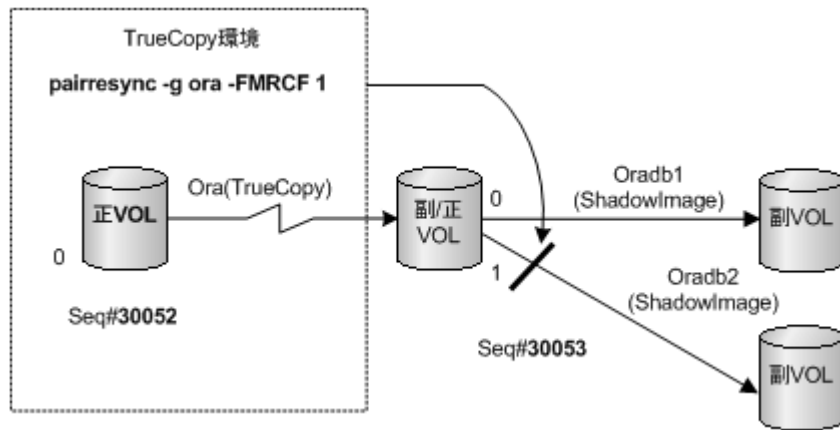 TrueCopy環境
pairresync -g ora -FMRCF 1
Ora(TrueCopy)
正VOL
0
Seq#30052
副/正
VOL
0
1
Seq#30053
Oradb1
(ShadowImage)
副VOL
Oradb2
(ShadowImage)
副VOL